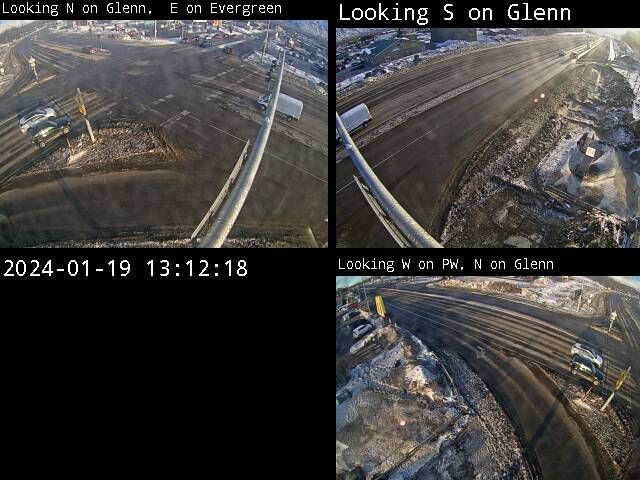 Looking N on Glenn,  E on Evergreen
Looking S on Glenn
2024-01-19 13:12:18
Looking W on PW, N on Glenn